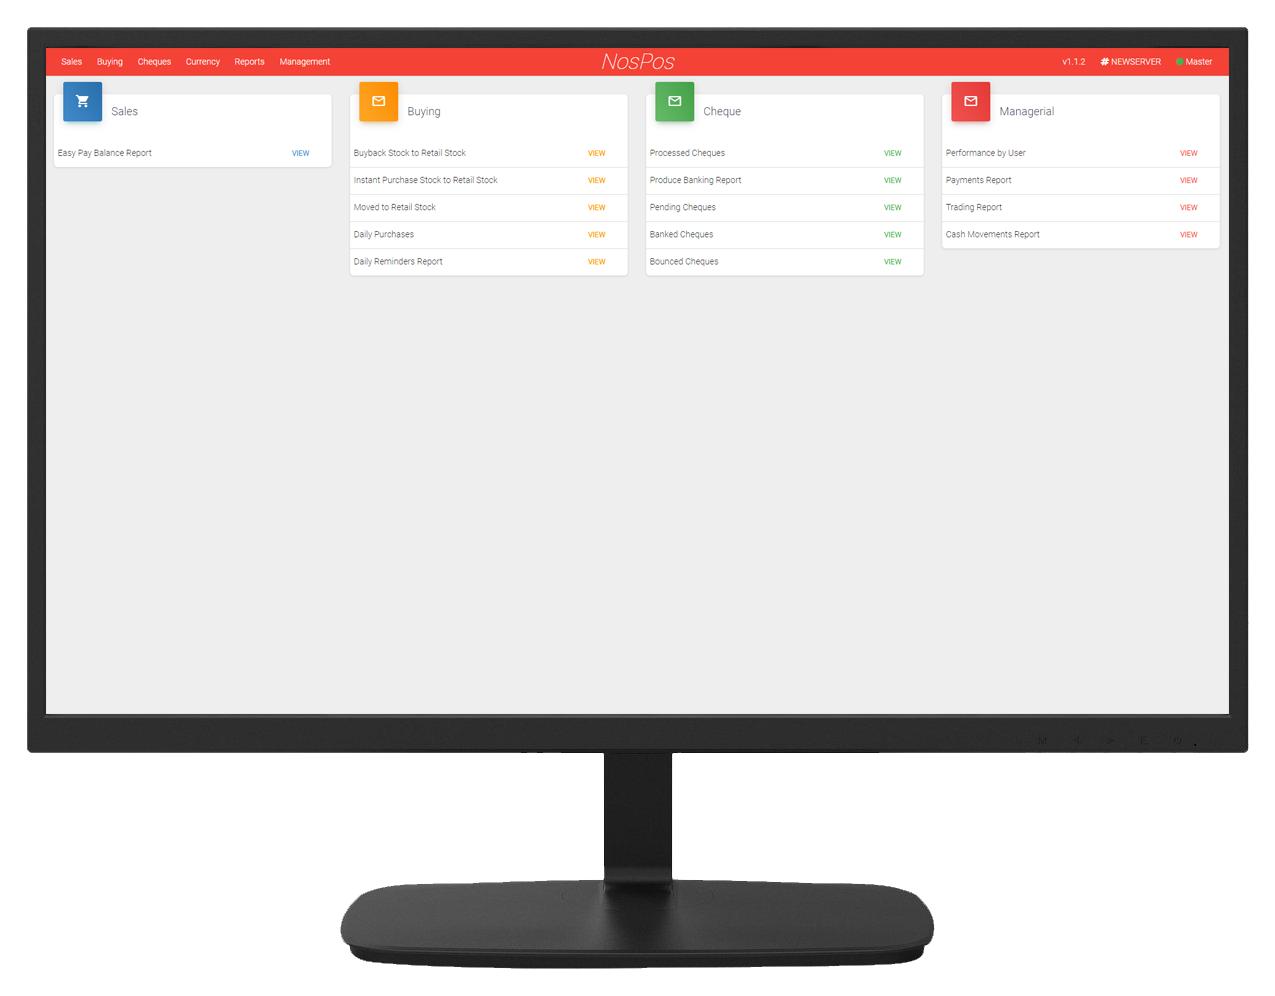 Sales Buying Cheques Currency Reports Management NosPos v1.1.2 # NEWSERVER Master
Sales
Easy Pay Balance Report VIEW
Buying
Buyback Stock to Retail Stock VIEW
Instant Purchase Stock to Retail Stock VIEW
Moved to Retail Stock VIEW
Daily Purchases VIEW
Daily Reminders Report VIEW
Cheque
Processed Cheques VIEW
Produce Banking Report VIEW
Pending Cheques VIEW
Banked Cheques VIEW
Bounced Cheques VIEW
Managerial
Performance by User VIEW
Payments Report VIEW
Trading Report VIEW
Cash Movements Report VIEW